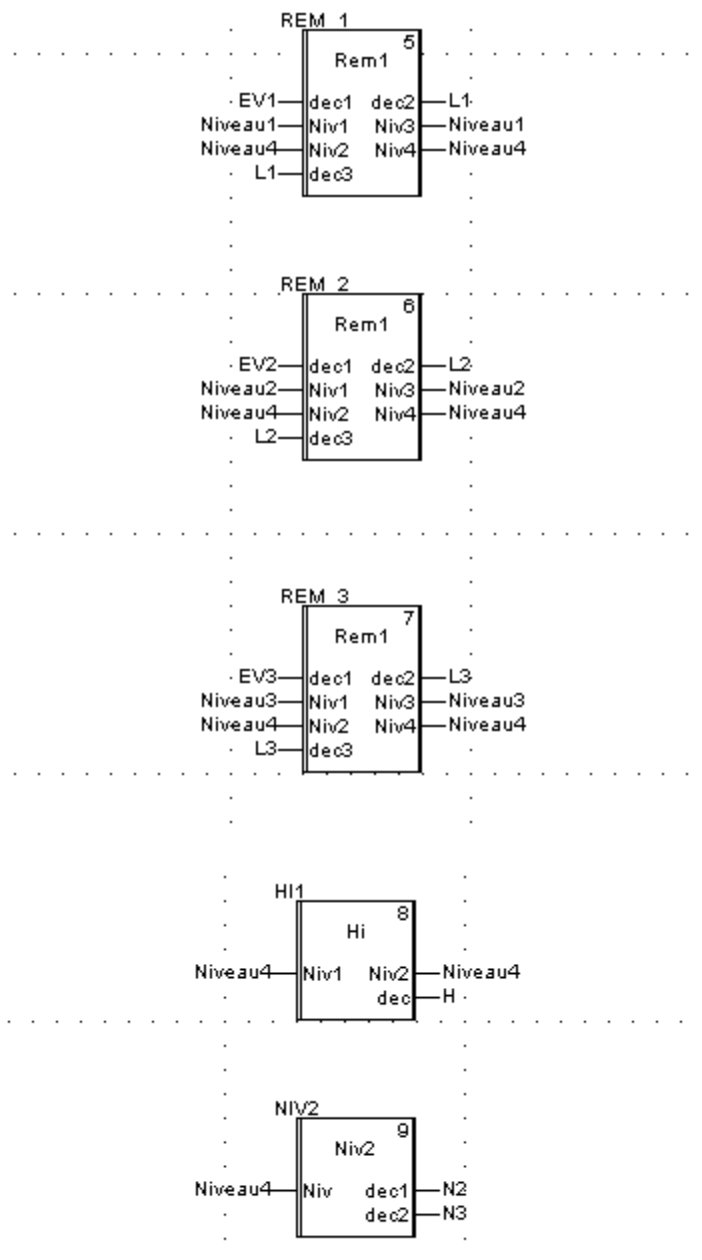 REM_1
5
Rem1
EV1 dec1 dec2 L1
Niveau1 Niv1 Niv3 Niveau1
Niveau4 Niv2 Niv4 Niveau4
L1 dec3
REM_2
6
Rem1
EV2 dec1 dec2 L2
Niveau2 Niv1 Niv3 Niveau2
Niveau4 Niv2 Niv4 Niveau4
L2 dec3
REM_3
7
Rem1
EV3 dec1 dec2 L3
Niveau3 Niv1 Niv3 Niveau3
Niveau4 Niv2 Niv4 Niveau4
L3 dec3
HI1
8
Hi
Niveau4 Niv1 Niv2 Niveau4
dec H
NIV2
9
Niv2
Niveau4 Niv dec1 N2
dec2 N3